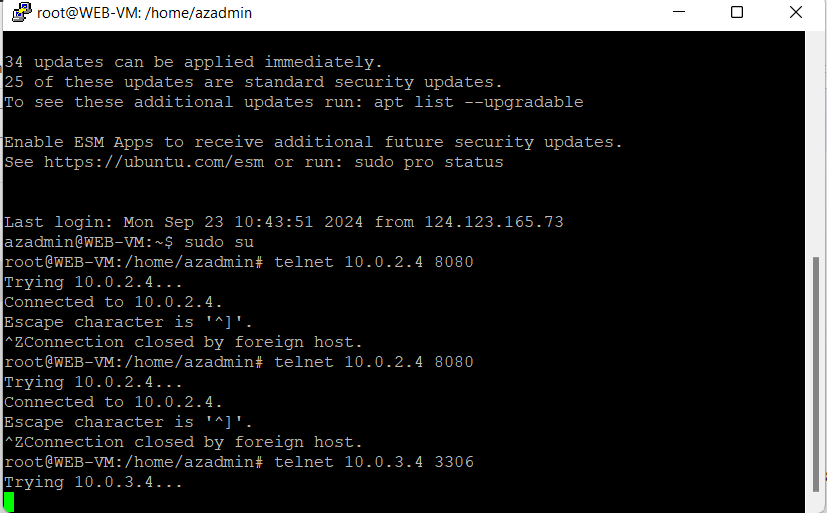 root@WEB-VM: /home/azadmin
34 updates can be applied immediately.
25 of these updates are standard security updates.
To see these additional updates run: apt list --upgradable
Enable ESM Apps to receive additional future security updates.
See https://ubuntu.com/esm or run: sudo pro status
Last login: Mon Sep 23 10:43:51 2024 from 124.123.165.73
azadmin@WEB-VM:~$ sudo su
root@WEB-VM:/home/azadmin# telnet 10.0.2.4 8080
Trying 10.0.2.4...
Connected to 10.0.2.4.
Escape character is '^]'.
^ZConnection closed by foreign host.
root@WEB-VM:/home/azadmin# telnet 10.0.2.4 8080
Trying 10.0.2.4...
Connected to 10.0.2.4.
Escape character is '^]'.
^ZConnection closed by foreign host.
root@WEB-VM:/home/azadmin# telnet 10.0.3.4 3306
Trying 10.0.3.4...